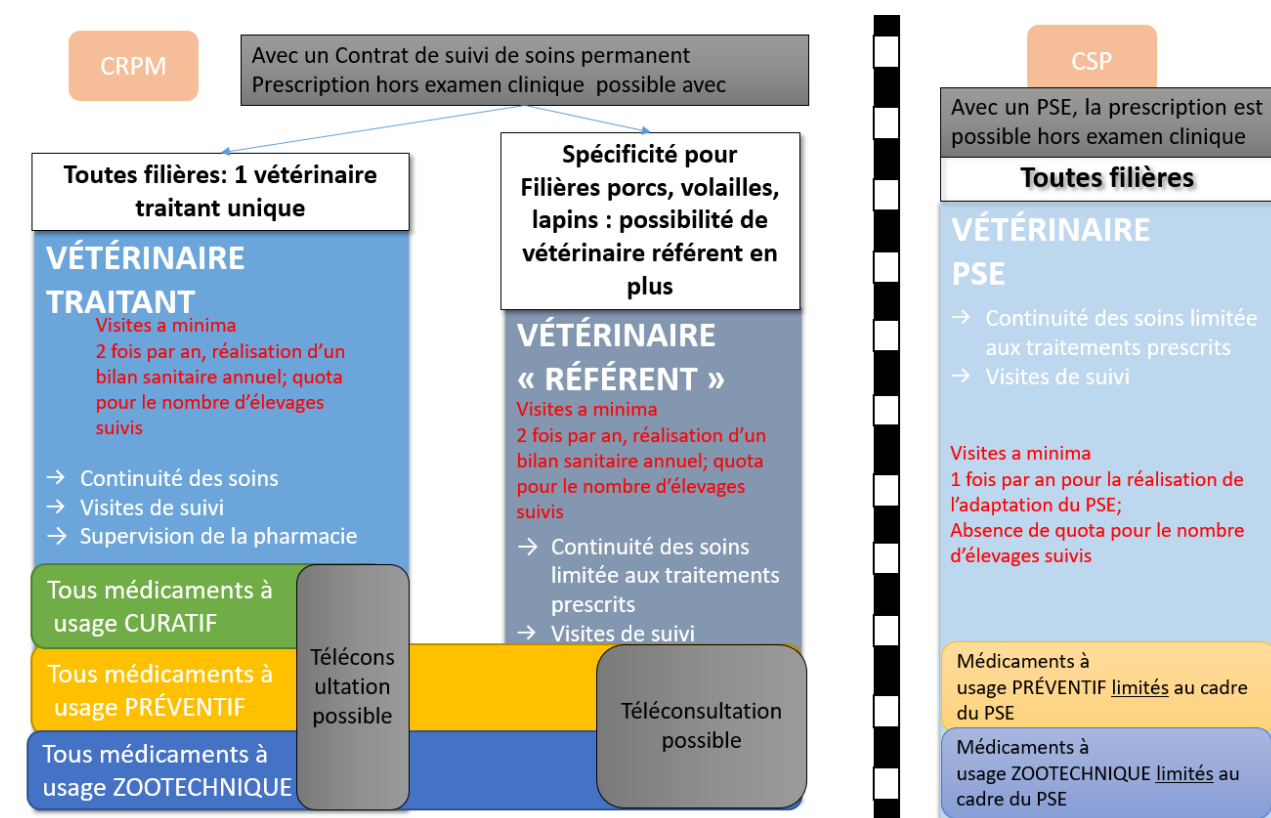 CRPM
Avec un Contrat de suivi de soins permanent
Prescription hors examen clinique possible avec
Toutes filières: 1 vétérinaire
traitant unique
VÉTÉRINAIRE
TRAITANT
Visites a minima
2 fois par an, réalisation d'un
bilan sanitaire annuel; quota
pour le nombre d'élevages
suivis
→ Continuité des soins
→ Visites de suivi
→ Supervision de la pharmacie
Spécificité pour
Filières porcs, volailles,
lapins : possibilité de
vétérinaire référent en
plus
VÉTÉRINAIRE
« RÉFÉRENT »
Visites a minima
2 fois par an, réalisation d'un
bilan sanitaire annuel; quota
pour le nombre d'élevages
suivis
→ Continuité des soins
limitée aux traitements
prescrits
→ Visites de suivi
Tous médicaments à
usage CURATIF
Tous médicaments à
usage PRÉVENTIF
Tous médicaments à
usage ZOOTECHNIQUE
Télécons
ultation
possible
Téléconsultation
possible
CSP
Avec un PSE, la prescription est
possible hors examen clinique
Toutes filières
VÉTÉRINAIRE
PSE
→ Continuité des soins limitée
aux traitements prescrits
→ Visites de suivi
Visites a minima
1 fois par an pour la réalisation de
l'adaptation du PSE;
Absence de quota pour le nombre
d'élevages suivis
Médicaments à
usage PRÉVENTIF limités au cadre
du PSE
Médicaments à
usage ZOOTECHNIQUE limités au
cadre du PSE